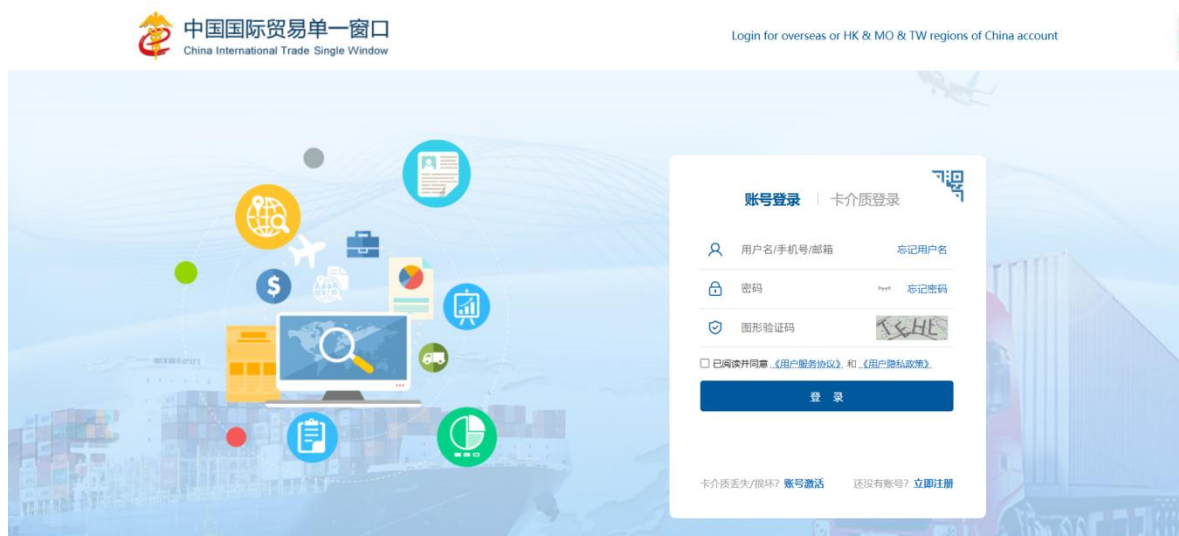 中国国际贸易单一窗口
China International Trade Single Window
Login for overseas or HK & MO & TW regions of China account
账号登录
卡介质登录
用户名/手机号/邮箱 忘记用户名
密码 忘记密码
图形验证码
已阅读并同意《用户服务协议》和《用户隐私政策》
登 录
卡介质丢失/损坏? 账号激活 还没有账号? 立即注册